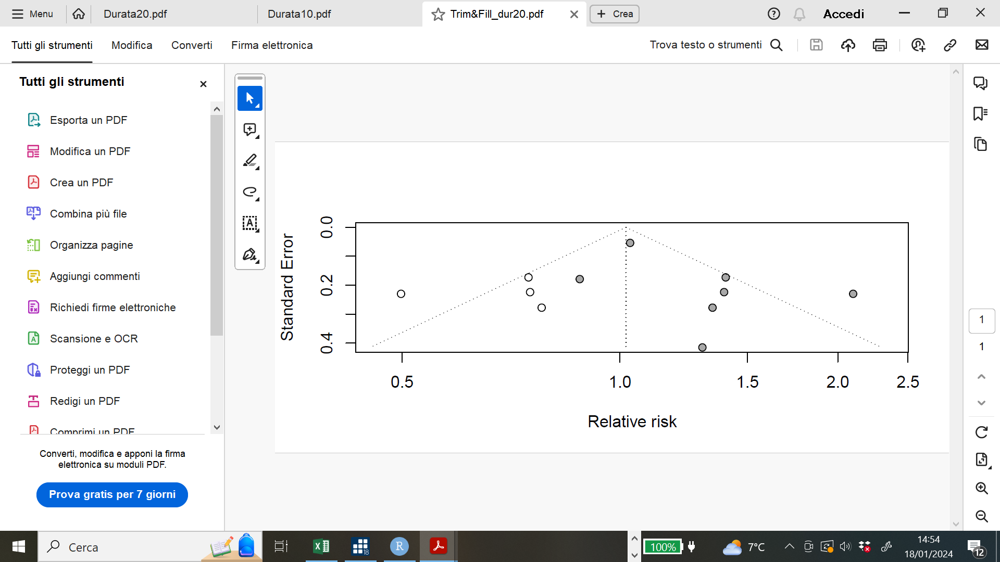 Menu
Durata20.pdf
Durata10.pdf
Trim&Fill_dur20.pdf
Crea
Accedi
Tutti gli strumenti
Modifica
Converti
Firma elettronica
Trova testo o strumenti
Tutti gli strumenti
Esporta un PDF
Modifica un PDF
Crea un PDF
Combina più file
Organizza pagine
Aggiungi commenti
Richiedi firme elettroniche
Scansione e OCR
Proteggi un PDF
Redigi un PDF
Comprimi un PDF
Converti, modifica e apponi la firma
elettronica su moduli PDF.
Prova gratis per 7 giorni
Standard Error
0.0
0.2
0.4
0.5
1.0
1.5
2.0
2.5
Relative risk
1
1
Cerca
18
R
100%
7°C
14:54
18/01/2024
12